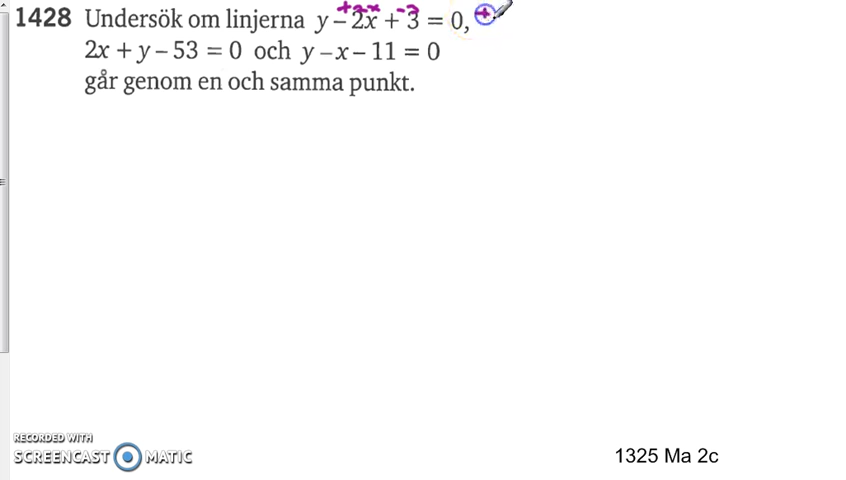 +2x -3
1428 Undersök om linjerna y − 2x + 3 = 0, +
2x + y − 53 = 0 och y − x − 11 = 0
går genom en och samma punkt.
RECORDED WITH
SCREENCAST MATIC
1325 Ma 2c